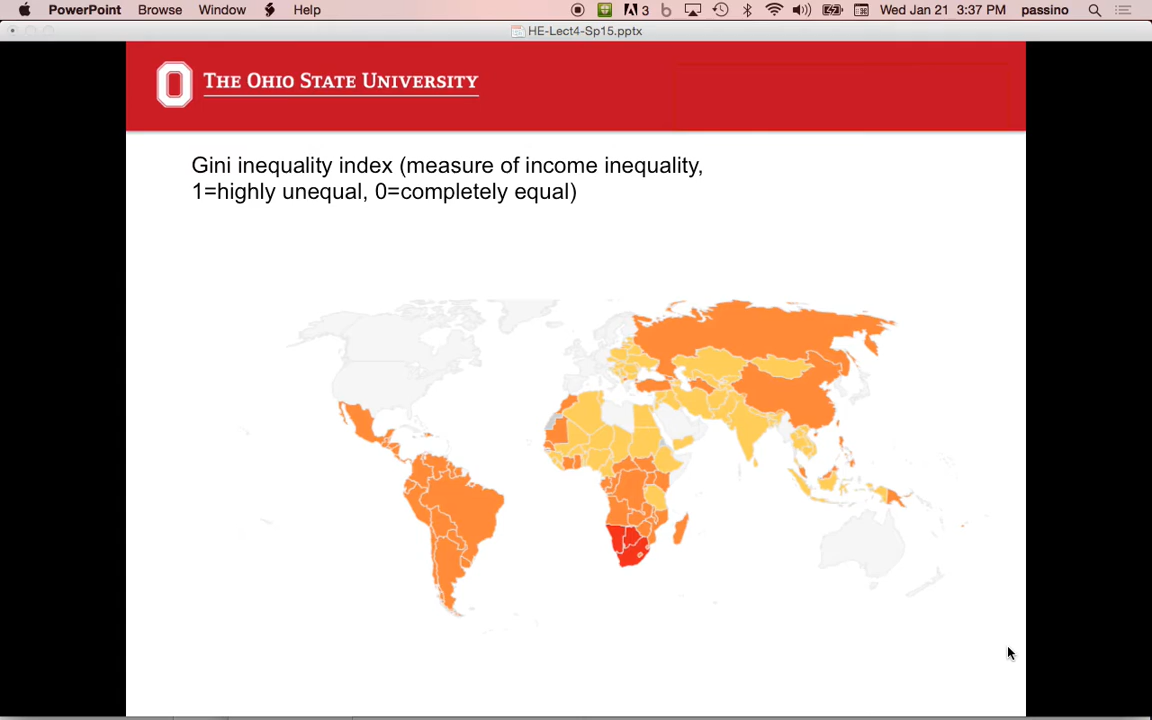 PowerPoint Browse Window Help 3 Wed Jan 21 3:37 PM passino
HE-Lect4-Sp15.pptx
THE OHIO STATE UNIVERSITY
Gini inequality index (measure of income inequality,
1=highly unequal, 0=completely equal)